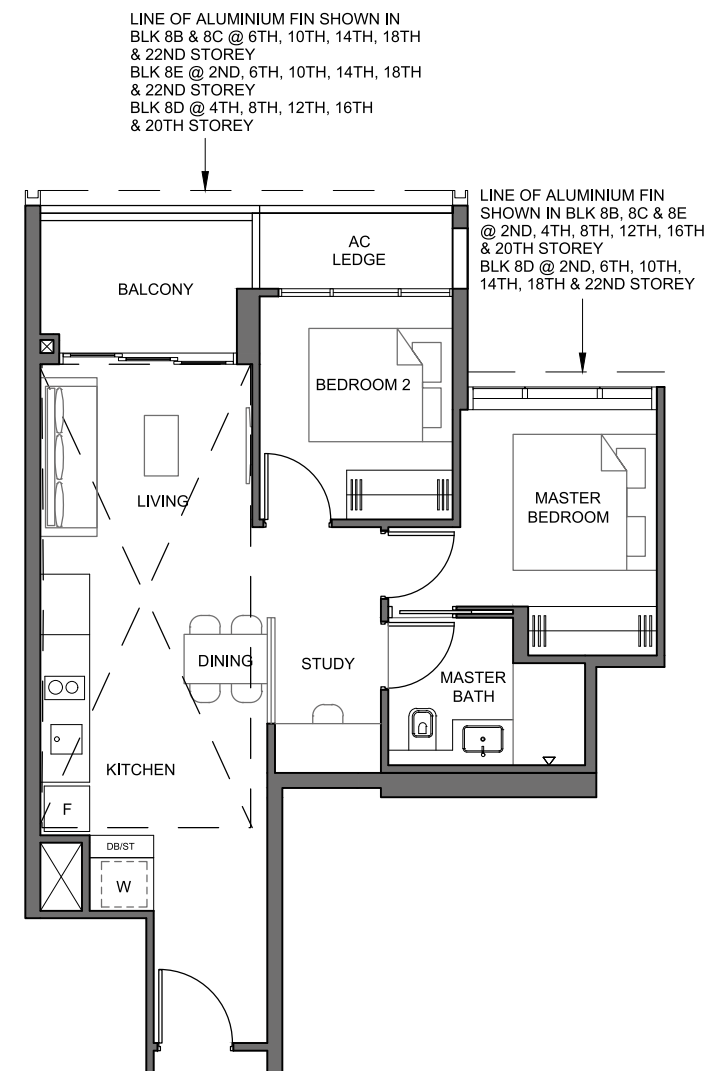 LINE OF ALUMINIUM FIN SHOWN IN
BLK 8B & 8C @ 6TH, 10TH, 14TH, 18TH
& 22ND STOREY
BLK 8E @ 2ND, 6TH, 10TH, 14TH, 18TH
& 22ND STOREY
BLK 8D @ 4TH, 8TH, 12TH, 16TH
& 20TH STOREY
LINE OF ALUMINIUM FIN
SHOWN IN BLK 8B, 8C & 8E
@ 2ND, 4TH, 8TH, 12TH, 16TH
& 20TH STOREY
BLK 8D @ 2ND, 6TH, 10TH,
14TH, 18TH & 22ND STOREY
AC
LEDGE
BALCONY
BEDROOM 2
LIVING
MASTER
BEDROOM
DINING
STUDY
MASTER
BATH
KITCHEN
F
DB/ST
W